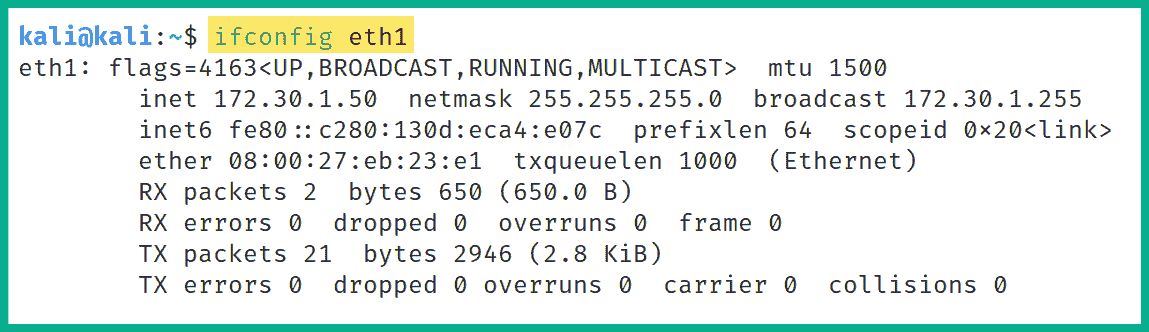 kali@kali:~$ ifconfig eth1
eth1: flags=4163<UP,BROADCAST,RUNNING,MULTICAST>  mtu 1500
        inet 172.30.1.50  netmask 255.255.255.0  broadcast 172.30.1.255
        inet6 fe80::c280:130d:eca4:e07c  prefixlen 64  scopeid 0×20<link>
        ether 08:00:27:eb:23:e1  txqueuelen 1000  (Ethernet)
        RX packets 2  bytes 650 (650.0 B)
        RX errors 0  dropped 0  overruns 0  frame 0
        TX packets 21  bytes 2946 (2.8 KiB)
        TX errors 0  dropped 0 overruns 0  carrier 0  collisions 0